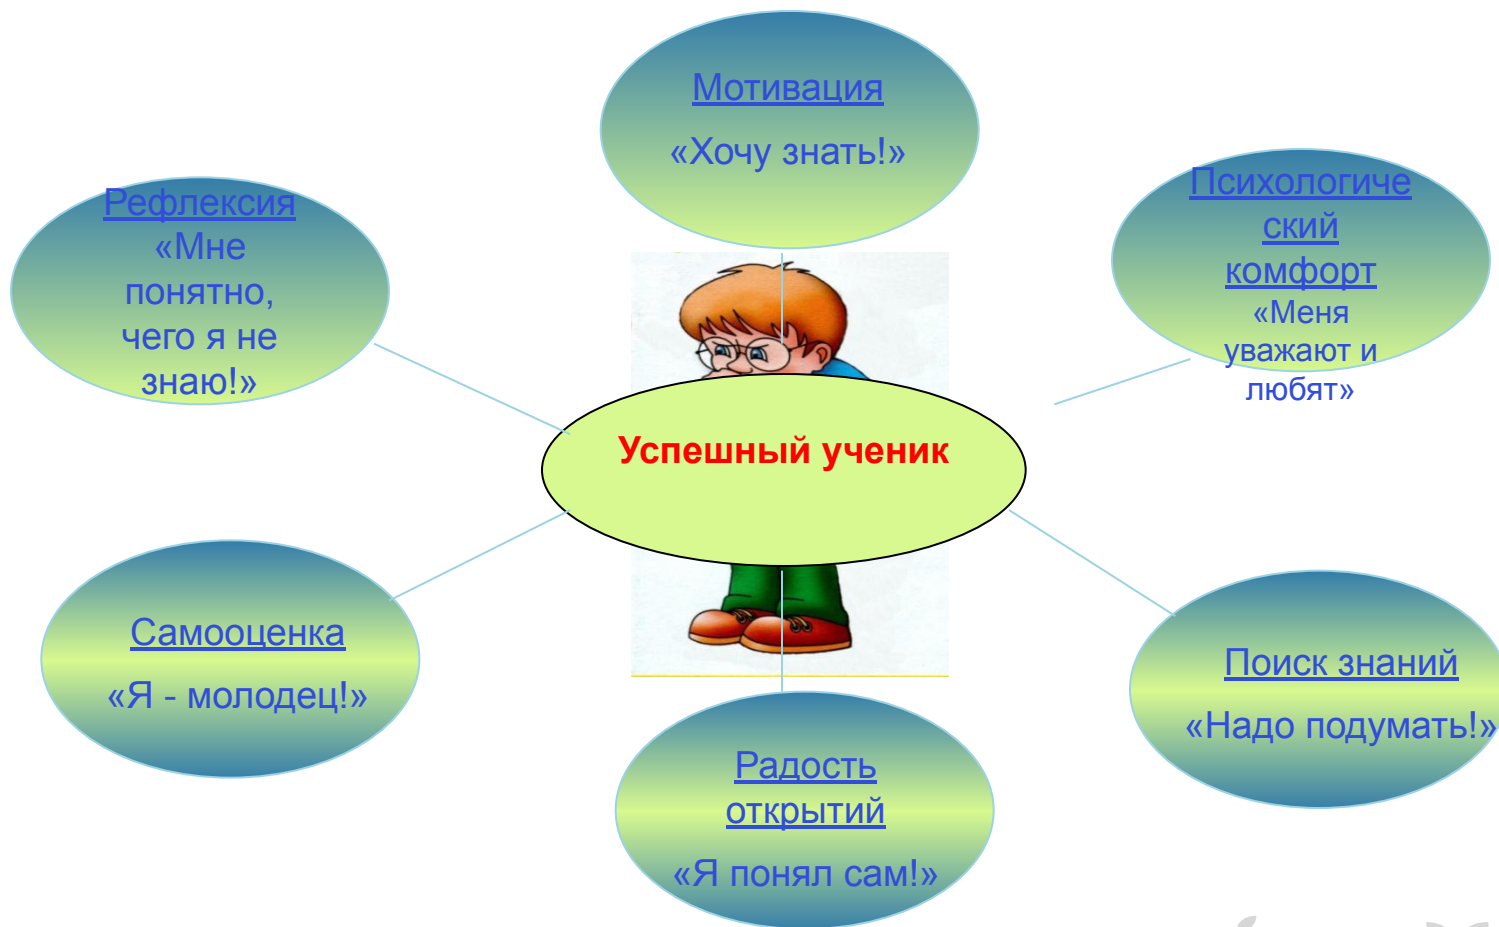 Мотивация
«Хочу знать!»
Психологиче
ский
комфорт
«Меня
уважают и
любят»
Рефлексия
«Мне
понятно,
чего я не
знаю!»
Успешный ученик
Самооценка
«Я - молодец!»
Поиск знаний
«Надо подумать!»
Радость
открытий
«Я понял сам!»